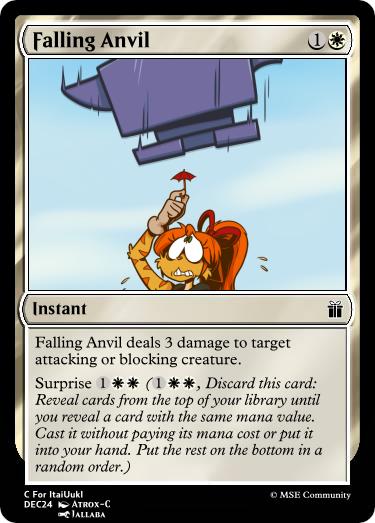 Falling Anvil 1
Instant
Falling Anvil deals 3 damage to target
attacking or blocking creature.
Surprise 1 (1, Discard this card:
Reveal cards from the top of your library until
you reveal a card with the same mana value.
Cast it without paying its mana cost or put it
into your hand. Put the rest on the bottom in a
random order.)
C For ItaiUukI
DEC24 Atrox-C
Jallaba
© MSE Community